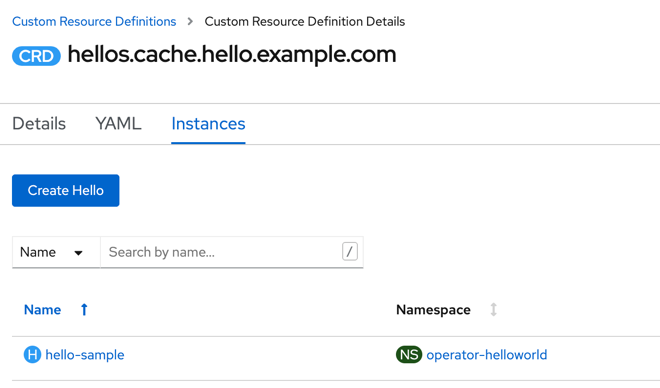 Custom Resource Definitions > Custom Resource Definition Details
CRD hellos.cache.hello.example.com
Details YAML Instances
Create Hello
Name Search by name... /
Name Namespace
H hello-sample NS operator-helloworld